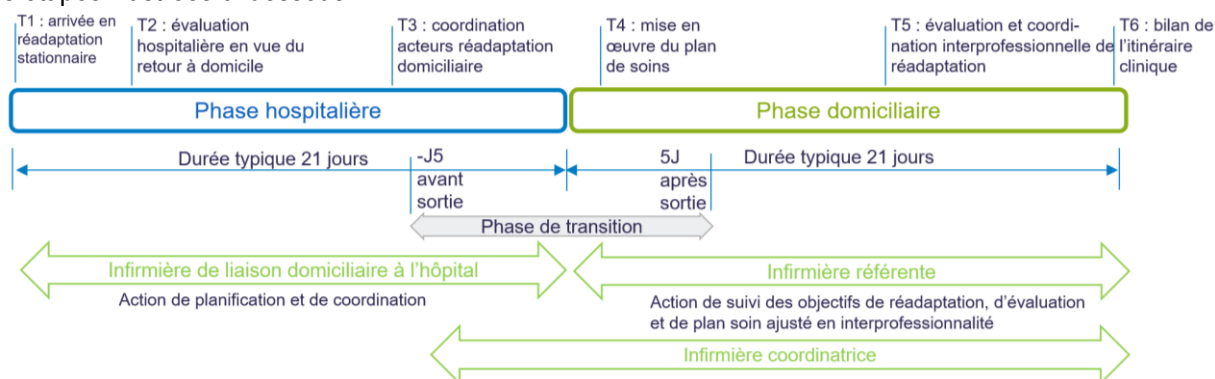 T1 : arrivée en
réadaptation
stationnaire
T2 : évaluation
hospitalière en vue du
retour à domicile
T3 : coordination
acteurs réadaptation
domiciliaire
T4 : mise en
œuvre du plan
de soins
T5 : évaluation et coordi-
nation interprofessionnelle de
réadaptation
T6 : bilan de
l'itinéraire
clinique
Phase hospitalière
Phase domiciliaire
Durée typique 21 jours
-J5
avant
sortie
5J
après
sortie
Durée typique 21 jours
Phase de transition
Infirmière de liaison domiciliaire à l'hôpital
Infirmière référente
Action de planification et de coordination
Action de suivi des objectifs de réadaptation, d'évaluation
et de plan soin ajusté en interprofessionnalité
Infirmière coordinatrice